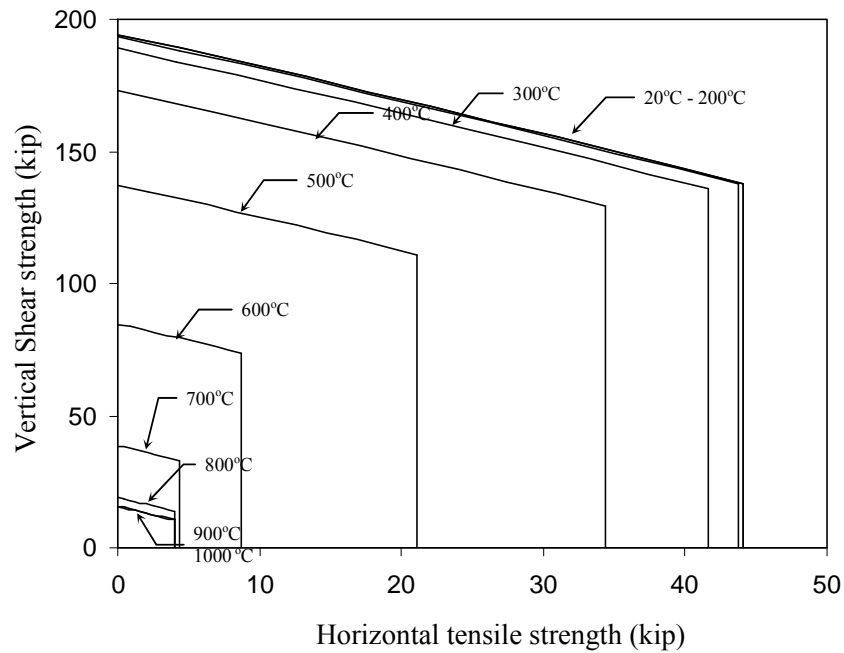 200
150
100
50
0
Vertical Shear strength (kip)
300°C
20°C - 200°C
400°C
500°C
600°C
700°C
800°C
900°C
1000°C
0 10 20 30 40 50
Horizontal tensile strength (kip)